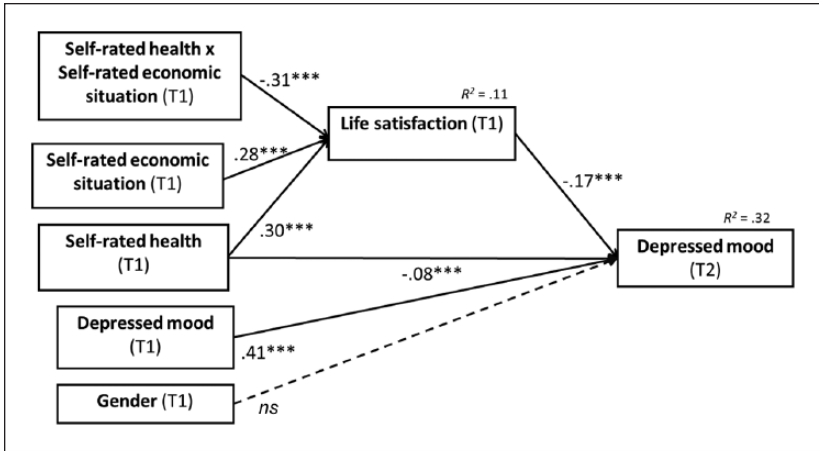 Self-rated health x
Self-rated economic
situation (T1)
-.31***
R² = .11
Life satisfaction (T1)
Self-rated economic
situation (T1)
.28***
-.17***
Self-rated health
(T1)
.30***
R² = .32
Depressed mood
(T2)
-.08***
Depressed mood
(T1)
.41***
Gender (T1)
ns